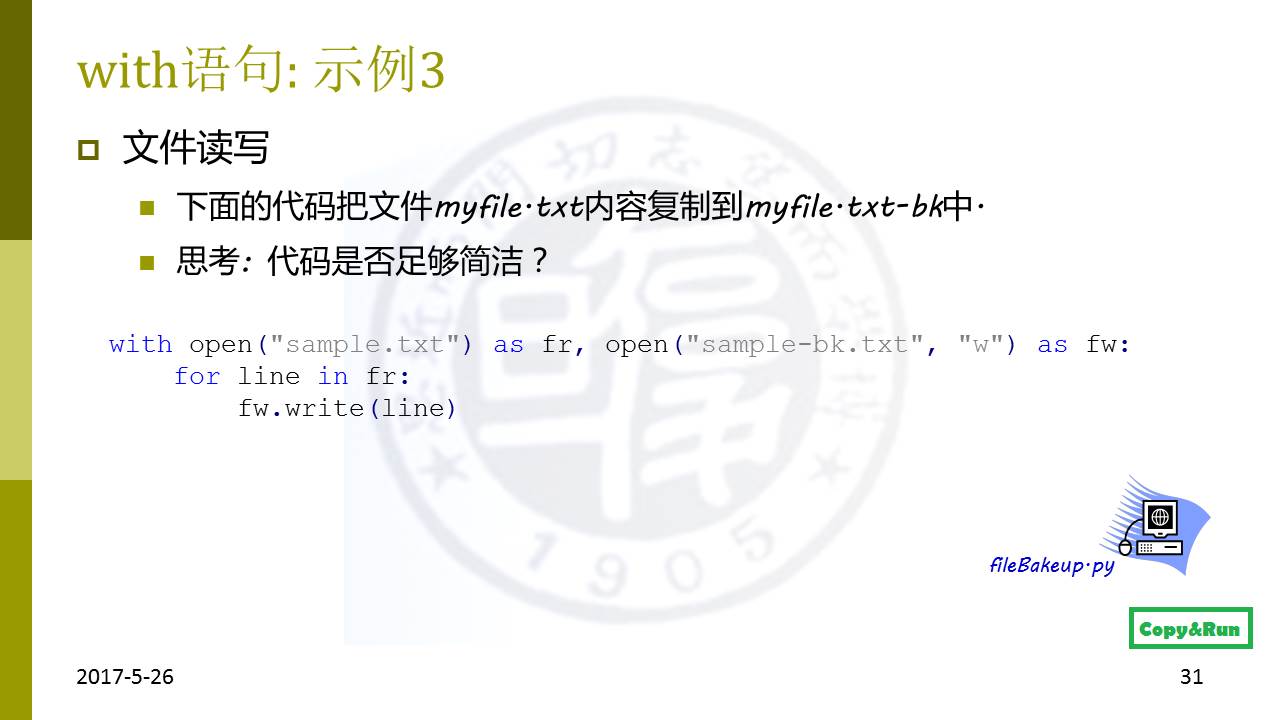 with语句: 示例3
文件读写
下面的代码把文件myfile.txt内容复制到myfile.txt-bk中.
思考: 代码是否足够简洁？
with open("sample.txt") as fr, open("sample-bk.txt", "w") as fw:
    for line in fr:
        fw.write(line)
fileBakeup.py
Copy&Run
2017-5-26
31
1905